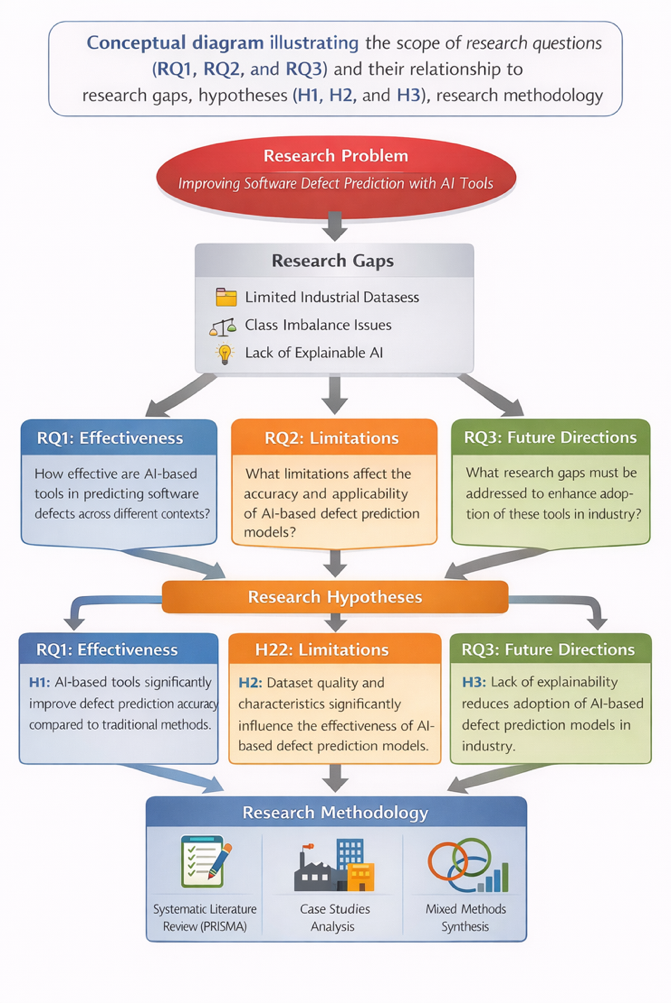 Conceptual diagram illustrating the scope of research questions
(RQ1, RQ2, and RQ3) and their relationship to
research gaps, hypotheses (H1, H2, and H3), research methodology
Research Problem
Improving Software Defect Prediction with AI Tools
Research Gaps
Limited Industrial Datasess
Class Imbalance Issues
Lack of Explainable AI
RQ1: Effectiveness
How effective are AI-based
tools in predicting software
defects across different contexts?
RQ2: Limitations
What limitations affect the
accuracy and applicability
of AI-based defect prediction
models?
RQ3: Future Directions
What research gaps must be
addressed to enhance adop-
tion of these tools in industry?
Research Hypotheses
RQ1: Effectiveness
H1: AI-based tools significantly
improve defect prediction accuracy
compared to traditional methods.
H22: Limitations
H2: Dataset quality and
characteristics significantly
influence the effectiveness of AI-
based defect prediction models.
RQ3: Future Directions
H3: Lack of explainability
reduces adoption of AI-based
defect prediction models in
industry.
Research Methodology
Systematic Literature
Review (PRISMA)
Case Studies
Analysis
Mixed Methods
Synthesis